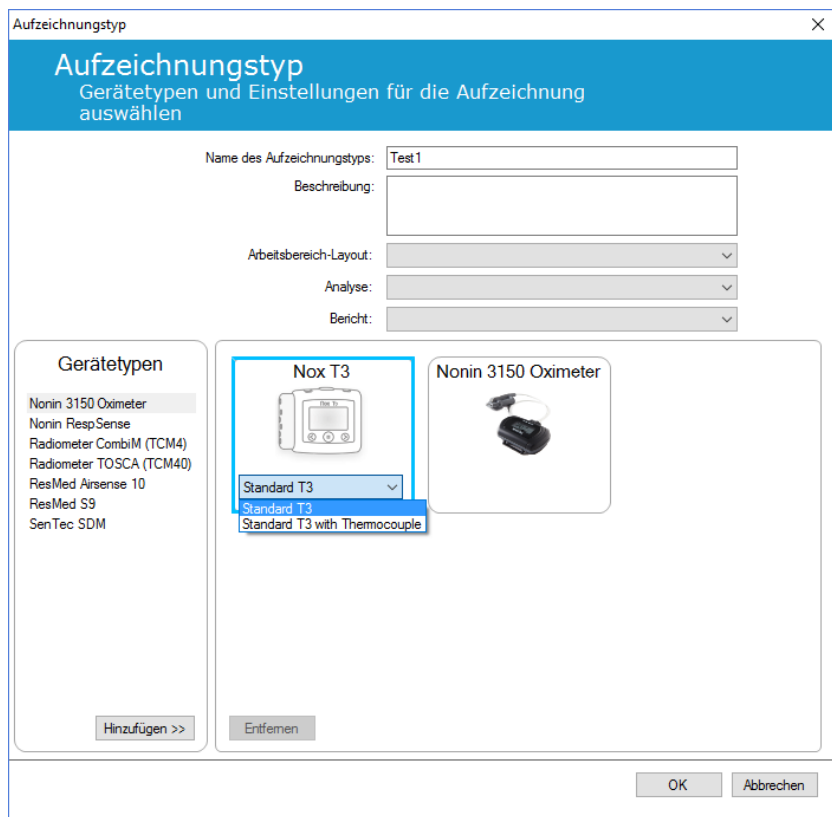 Aufzeichnungstyp
Aufzeichnungstyp
Gerätetypen und Einstellungen für die Aufzeichnung
auswählen
Name des Aufzeichnungstyps: Test1
Beschreibung:
Arbeitsbereich-Layout:
Analyse:
Bericht:
Gerätetypen
Nonin 3150 Oximeter
Nonin RespSense
Radiometer CombiM (TCM4)
Radiometer TOSCA (TCM40)
ResMed Airsense 10
ResMed S9
SenTec SDM
Hinzufügen >>
Nox T3
Nox T3
Standard T3
Standard T3
Standard T3 with Thermocouple
Nonin 3150 Oximeter
Entfernen
OK Abbrechen